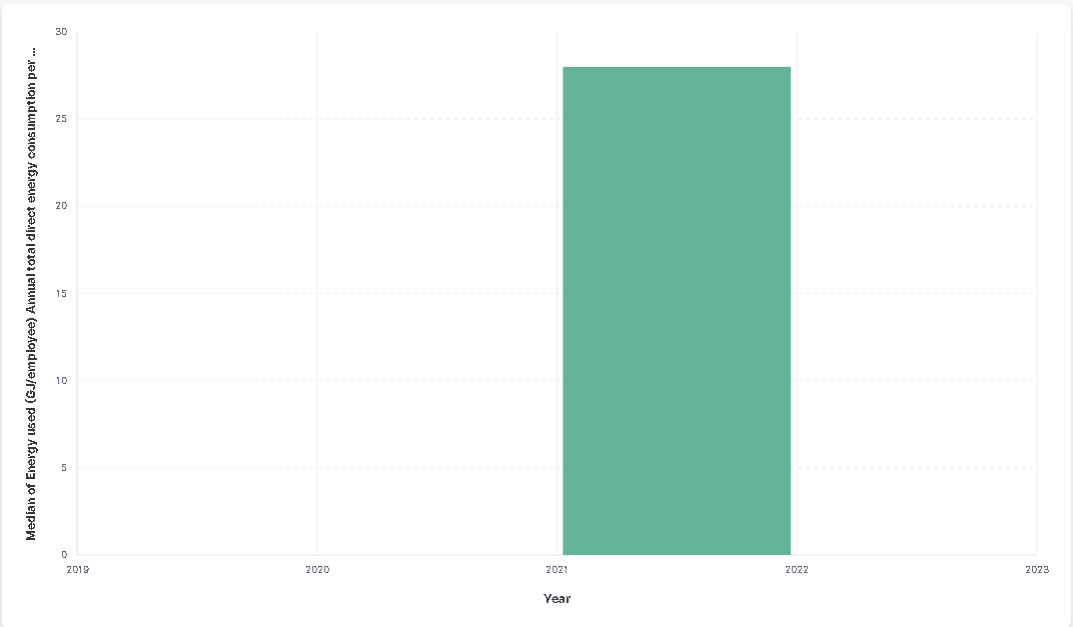 Median of Energy used (GJ/employee) Annual total direct energy consumption per ...
30
25
20
15
10
5
0
2019 2020 2021 2022 2023
Year